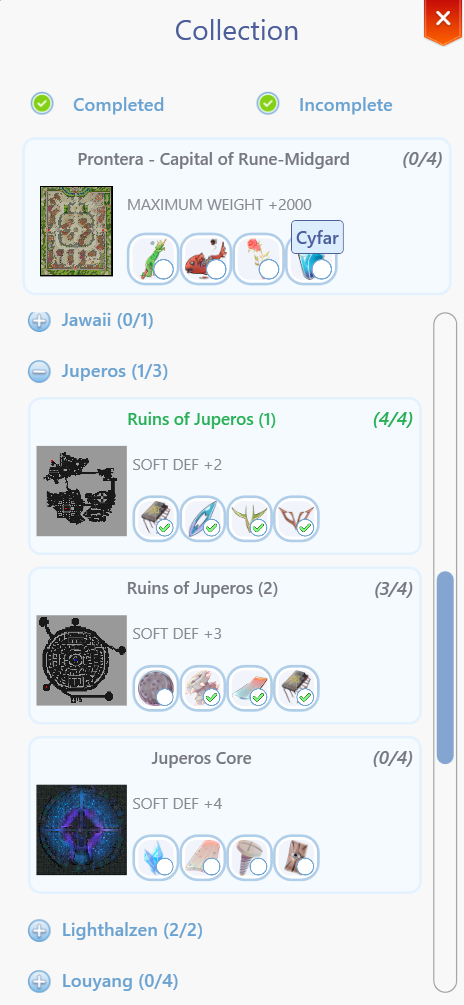 Collection
Completed
Incomplete
Prontera - Capital of Rune-Midgard (0/4)
MAXIMUM WEIGHT +2000
Cyfar
Jawaii (0/1)
Juperos (1/3)
Ruins of Juperos (1) (4/4)
SOFT DEF +2
Ruins of Juperos (2) (3/4)
SOFT DEF +3
Juperos Core (0/4)
SOFT DEF +4
Lighthalzen (2/2)
Louyang (0/4)